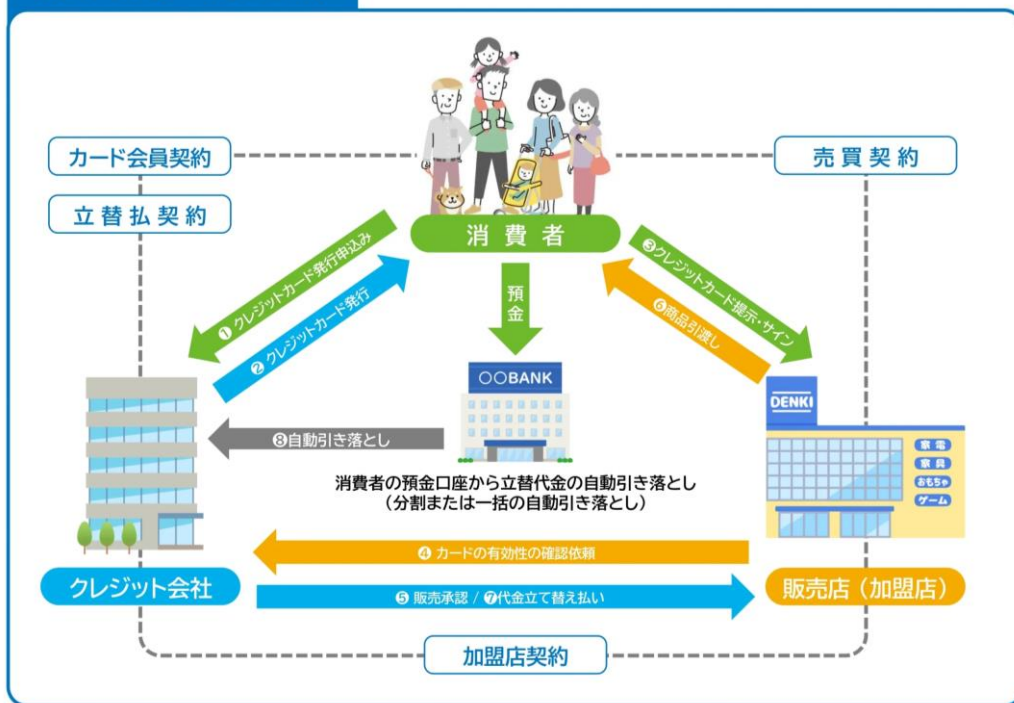 カード会員契約
売買契約
立替払契約
消費者
❶ クレジットカード発行申込み
❷ クレジットカード発行
預金
❸クレジットカード提示・サイン
❻商品引渡し
○○BANK
DENKI
家電
家具
おもちゃ
ゲーム
❽自動引き落とし
消費者の預金口座から立替代金の自動引き落とし
（分割または一括の自動引き落とし）
❹ カードの有効性の確認依頼
クレジット会社
❺ 販売承認 / ❼代金立て替え払い
販売店（加盟店）
加盟店契約